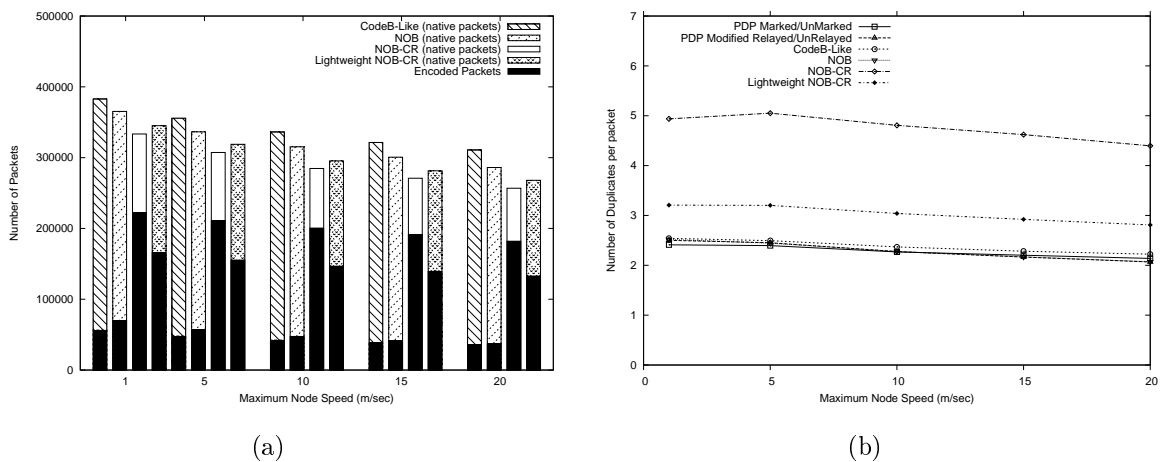 500000
400000
300000
200000
100000
0
Number of Packets
CodeB-Like (native packets)
NOB (native packets)
NOB-CR (native packets)
Lightweight NOB-CR (native packets)
Encoded Packets
1 5 10 15 20
Maximum Node Speed (m/sec)
(a)
7
6
5
4
3
2
1
0
Number of Duplicates per packet
PDP Marked/UnMarked
PDP Modified Relayed/UnRelayed
CodeB-Like
NOB
NOB-CR
Lightweight NOB-CR
0 5 10 15 20
Maximum Node Speed (m/sec)
(b)